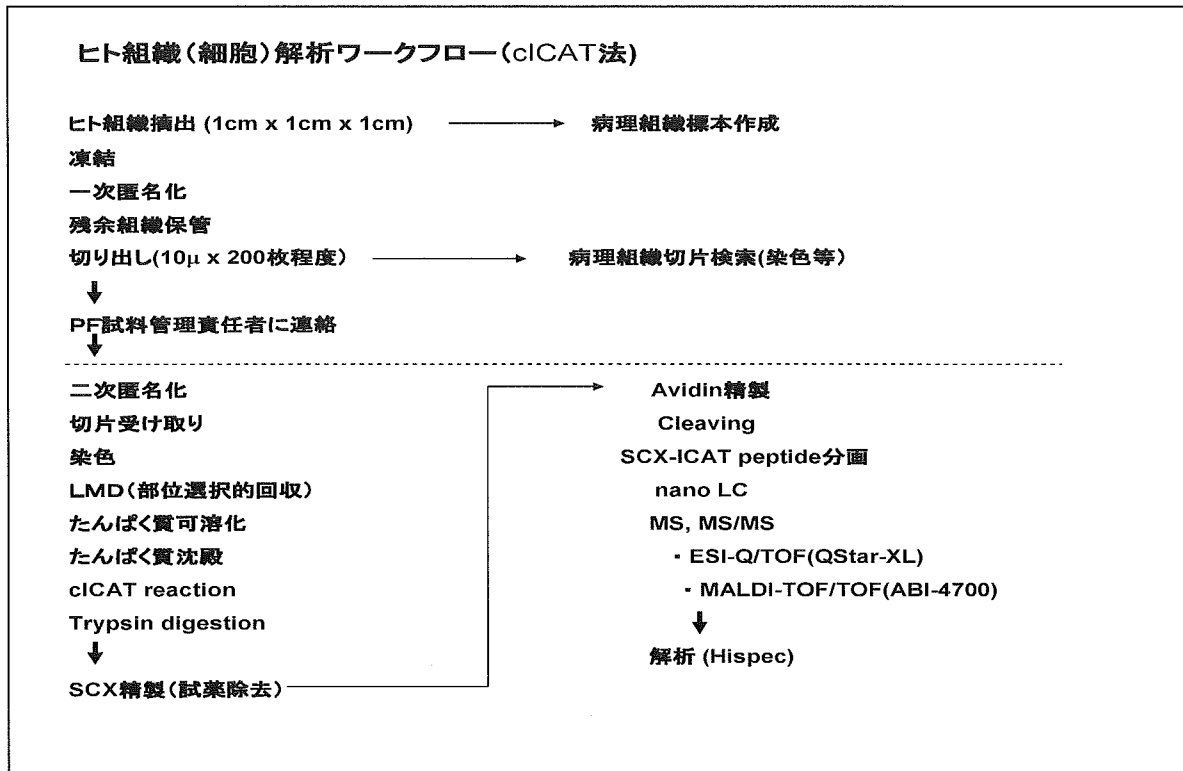 ヒト組織(細胞)解析ワークフロー(cICAT法)
ヒト組織摘出 (1cm x 1cm x 1cm)
病理組織標本作成
凍結
一次匿名化
残余組織保管
切り出し(10μ x 200枚程度)
病理組織切片検索(染色等)
PF試料管理責任者に連絡
二次匿名化
切片受け取り
染色
LMD(部位選択的回収)
たんぱく質可溶化
たんぱく質沈殿
cICAT reaction
Trypsin digestion
SCX精製(試薬除去)
Avidin精製
Cleaving
SCX-ICAT peptide分画
nano LC
MS, MS/MS
・ESI-Q/TOF(QStar-XL)
・MALDI-TOF/TOF(ABI-4700)
解析 (Hispec)